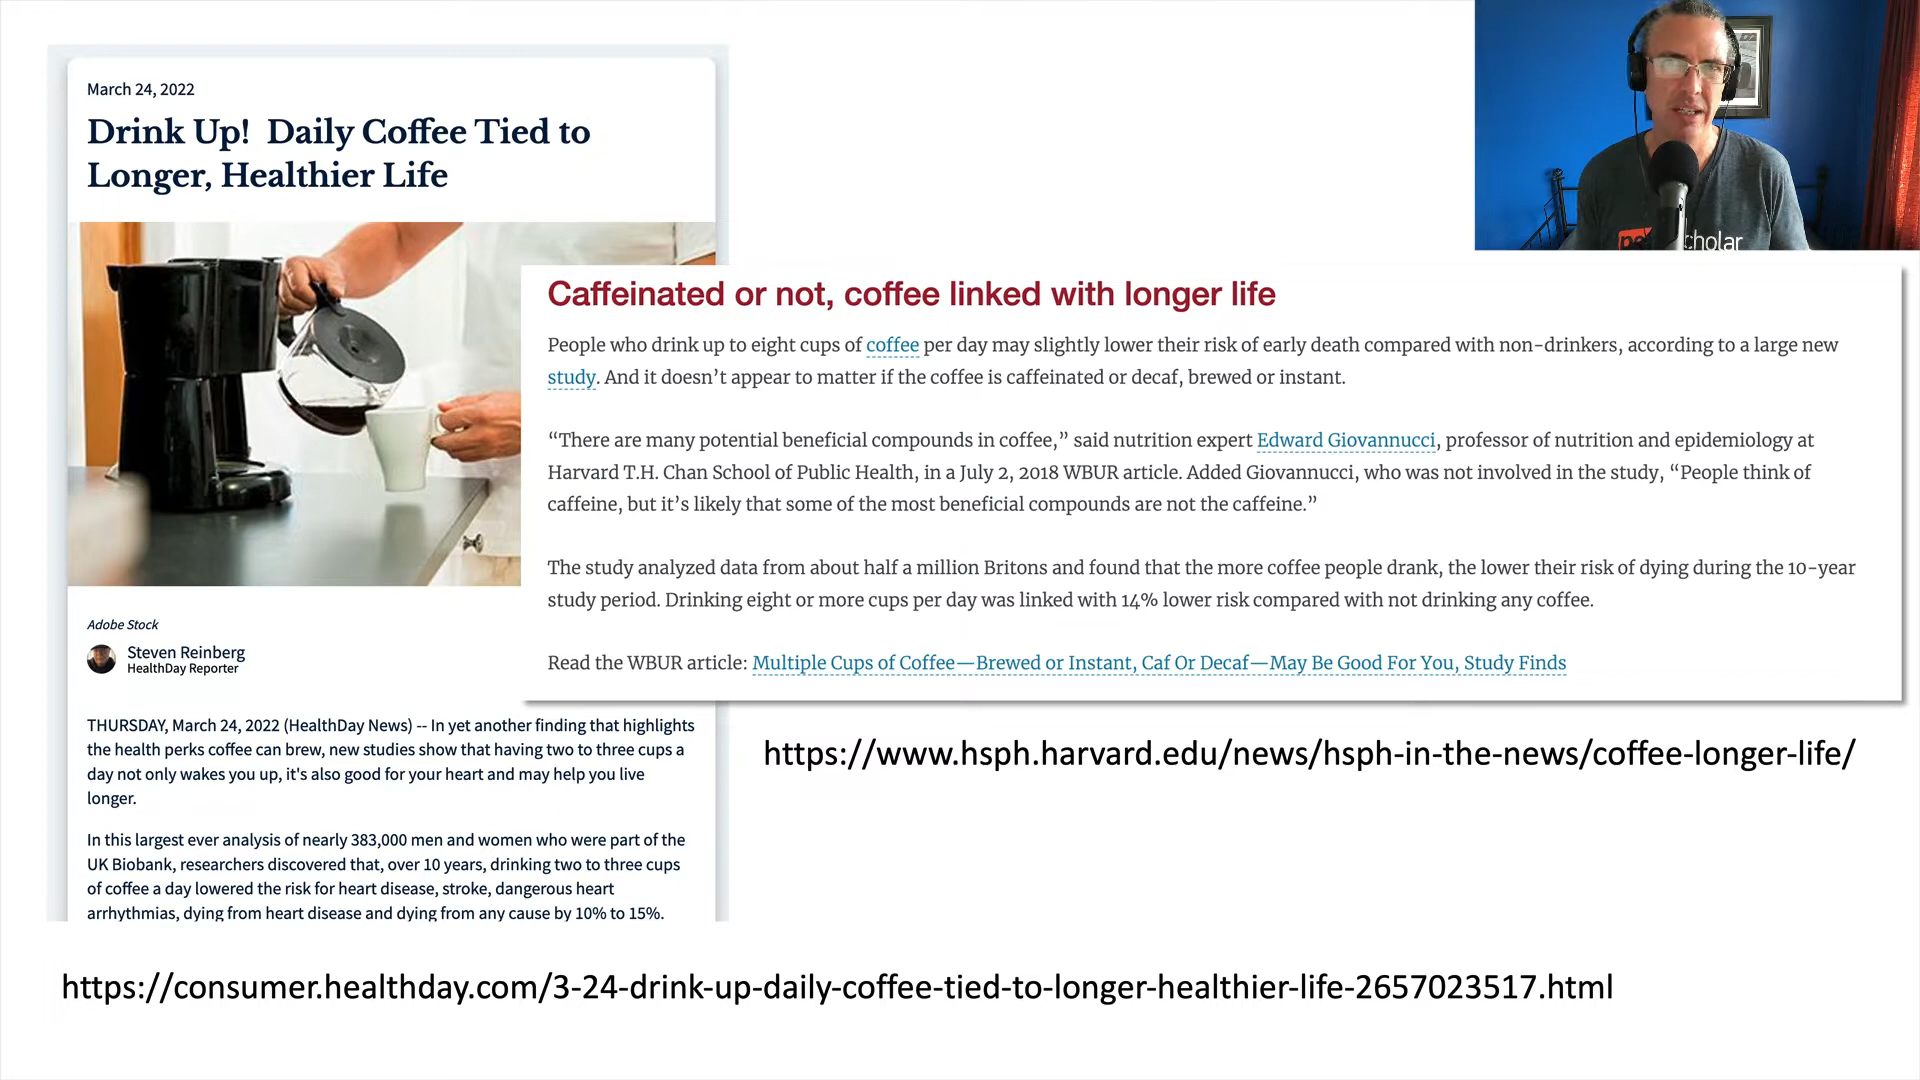 March 24, 2022
Drink Up!  Daily Coffee Tied to
Longer, Healthier Life
Adobe Stock
Steven Reinberg
HealthDay Reporter
THURSDAY, March 24, 2022 (HealthDay News) -- In yet another finding that highlights
the health perks coffee can brew, new studies show that having two to three cups a
day not only wakes you up, it's also good for your heart and may help you live
longer.
In this largest ever analysis of nearly 383,000 men and women who were part of the
UK Biobank, researchers discovered that, over 10 years, drinking two to three cups
of coffee a day lowered the risk for heart disease, stroke, dangerous heart
arrhythmias, dying from heart disease and dying from any cause by 10% to 15%.
Caffeinated or not, coffee linked with longer life
People who drink up to eight cups of coffee per day may slightly lower their risk of early death compared with non-drinkers, according to a large new
study. And it doesn’t appear to matter if the coffee is caffeinated or decaf, brewed or instant.
“There are many potential beneficial compounds in coffee,” said nutrition expert Edward Giovannucci, professor of nutrition and epidemiology at
Harvard T.H. Chan School of Public Health, in a July 2, 2018 WBUR article. Added Giovannucci, who was not involved in the study, “People think of
caffeine, but it’s likely that some of the most beneficial compounds are not the caffeine.”
The study analyzed data from about half a million Britons and found that the more coffee people drank, the lower their risk of dying during the 10-year
study period. Drinking eight or more cups per day was linked with 14% lower risk compared with not drinking any coffee.
Read the WBUR article: Multiple Cups of Coffee—Brewed or Instant, Caf Or Decaf—May Be Good For You, Study Finds
https://www.hsph.harvard.edu/news/hsph-in-the-news/coffee-longer-life/
https://consumer.healthday.com/3-24-drink-up-daily-coffee-tied-to-longer-healthier-life-2657023517.html